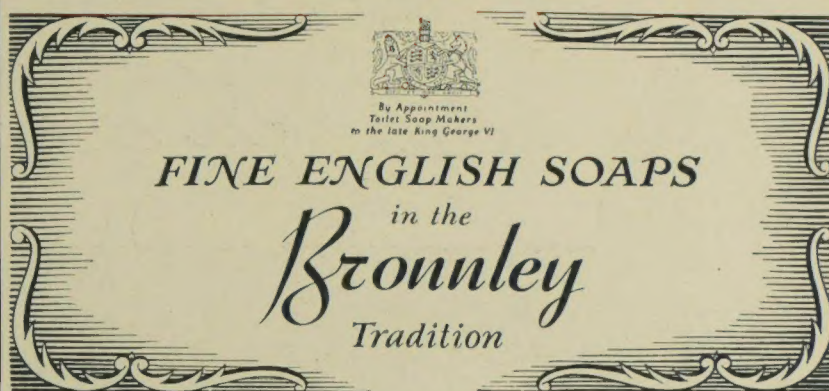 By Appointment
Toilet Soap Makers
to the late King George VI
FINE ENGLISH SOAPS
in the
Bronnley
Tradition